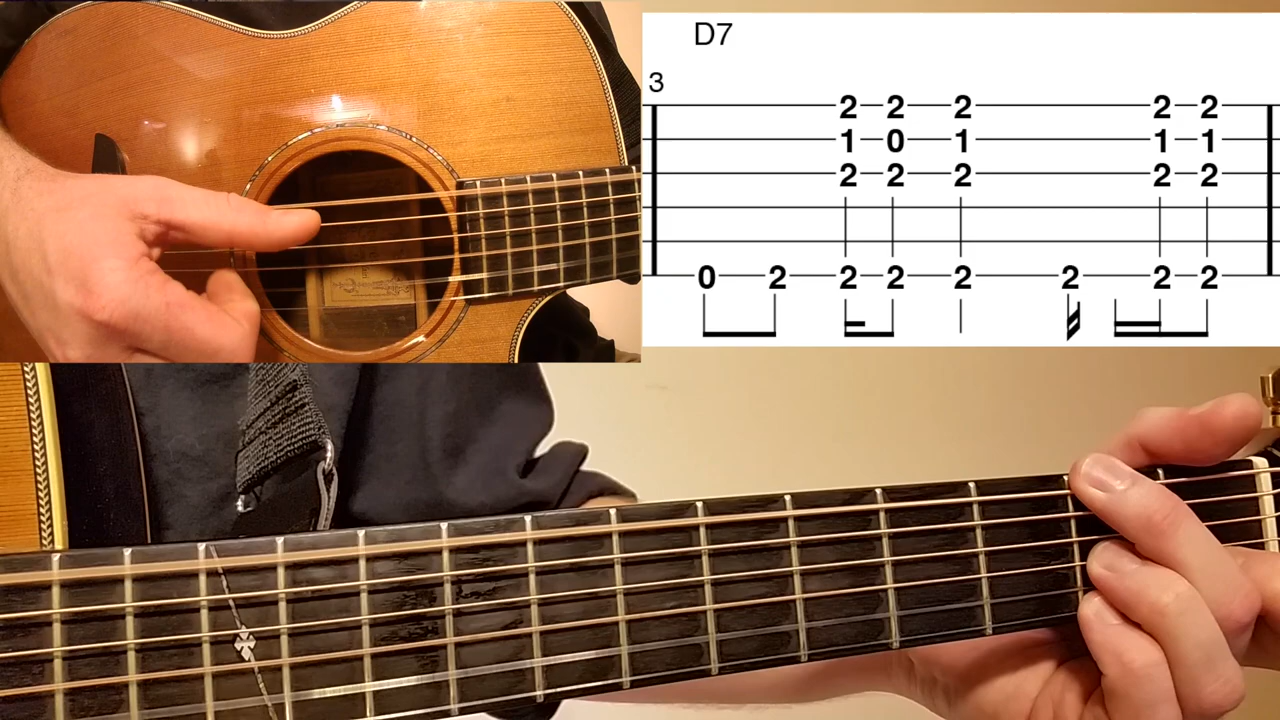 D7
3
2 2 2 2 2
1 0 1 1 1
2 2 2 2 2
0 2 2 2 2 2 2 2